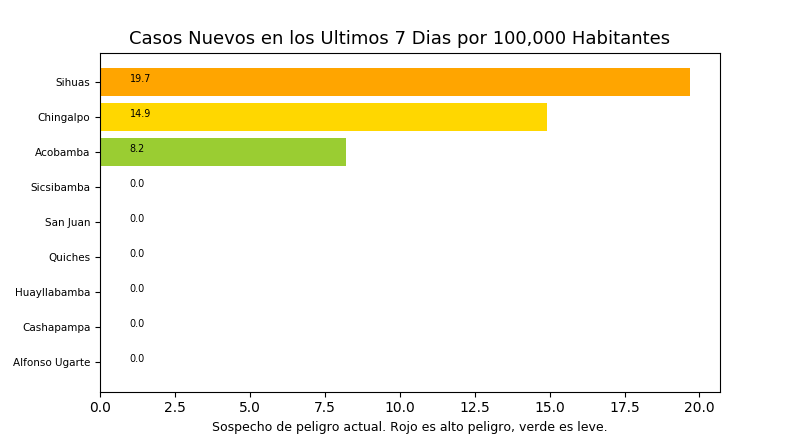 Casos Nuevos en los Ultimos 7 Dias por 100,000 Habitantes
Sihuas 19.7
Chingalpo 14.9
Acobamba 8.2
Sicsibamba 0.0
San Juan 0.0
Quiches 0.0
Huayllabamba 0.0
Cashapampa 0.0
Alfonso Ugarte 0.0
0.0 2.5 5.0 7.5 10.0 12.5 15.0 17.5 20.0
Sospecho de peligro actual. Rojo es alto peligro, verde es leve.